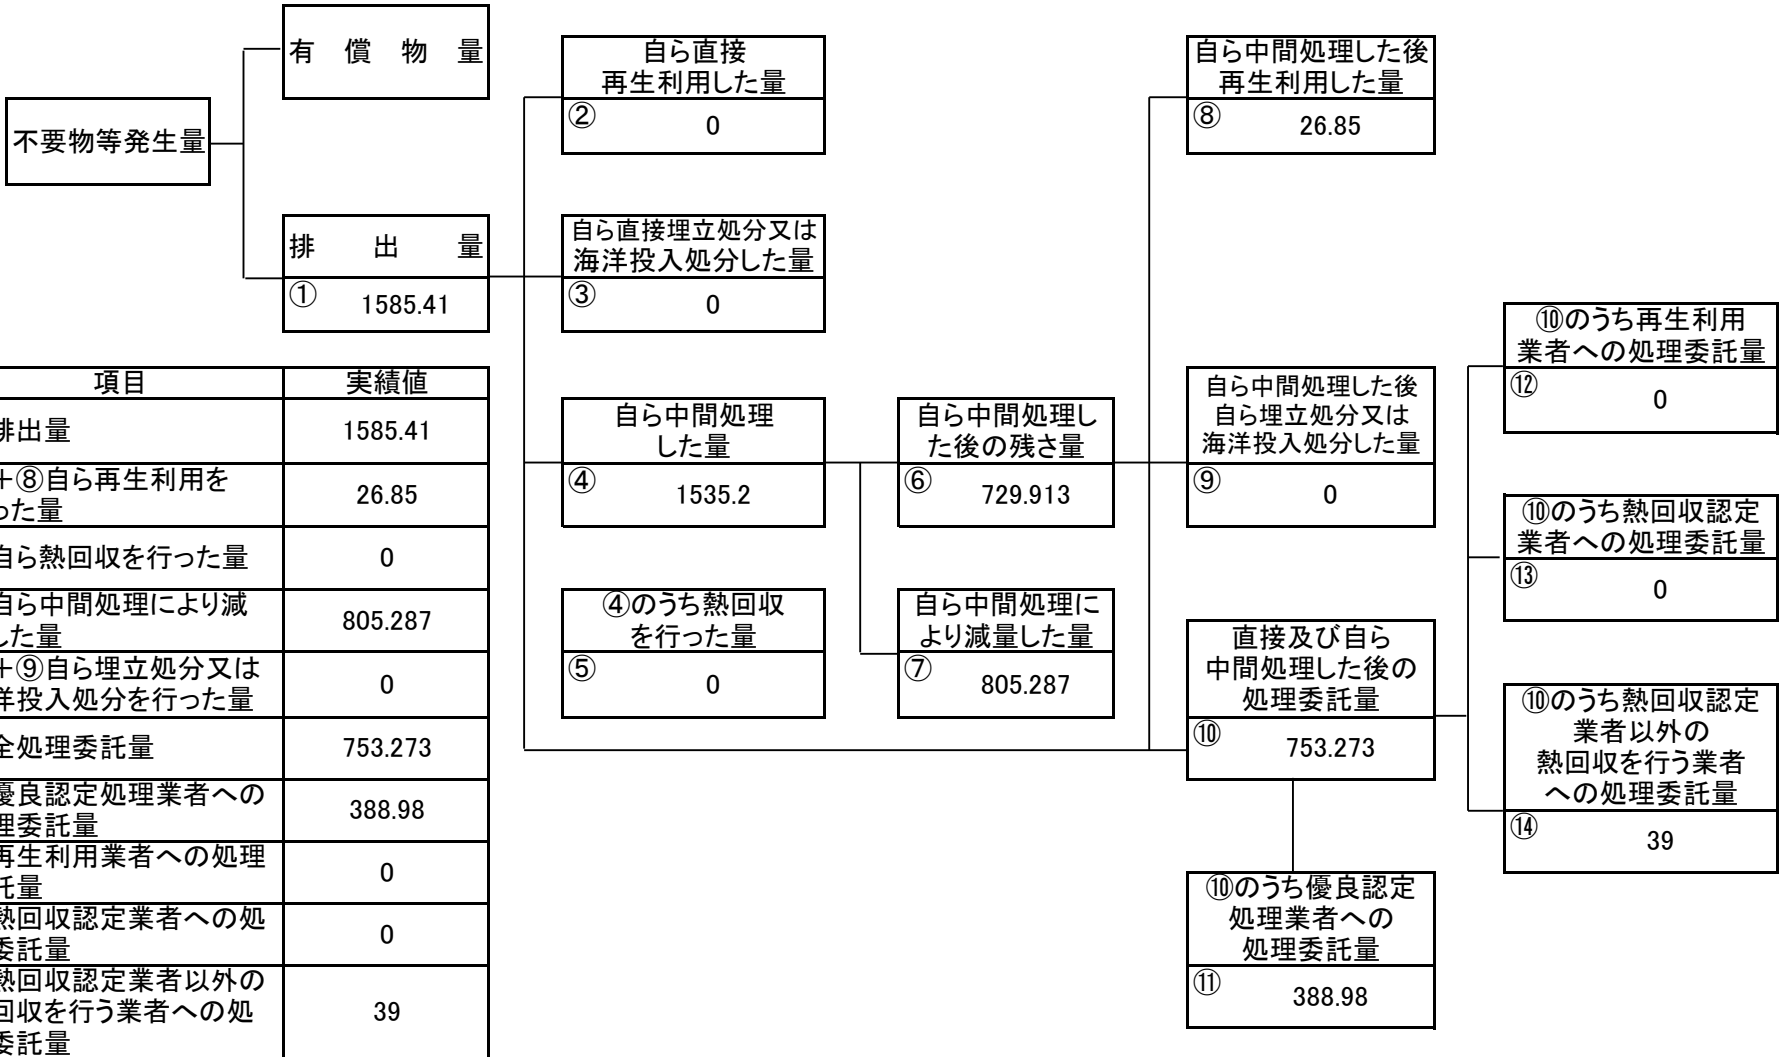 有償物量
不要物等発生量
排出量
① 1585.41
自ら直接
再生利用した量
② 0
自ら直接埋立処分又は
海洋投入処分した量
③ 0
自ら中間処理
した量
④ 1535.2
④のうち熱回収
を行った量
⑤ 0
自ら中間処理し
た後の残さ量
⑥ 729.913
自ら中間処理に
より減量した量
⑦ 805.287
自ら中間処理した後
再生利用した量
⑧ 26.85
自ら中間処理した後
自ら埋立処分又は
海洋投入処分した量
⑨ 0
直接及び自ら
中間処理した後の
処理委託量
⑩ 753.273
⑩のうち優良認定
処理業者への
処理委託量
⑪ 388.98
⑩のうち再生利用
業者への処理委託量
⑫ 0
⑩のうち熱回収認定
業者への処理委託量
⑬ 0
⑩のうち熱回収認定
業者以外の
熱回収を行う業者
への処理委託量
⑭ 39
項目 実績値
排出量 1585.41
+⑧自ら再生利用を
った量 26.85
自ら熱回収を行った量 0
自ら中間処理により減
した量 805.287
+⑨自ら埋立処分又は
洋投入処分を行った量 0
全処理委託量 753.273
優良認定処理業者への
理委託量 388.98
再生利用業者への処理
託量 0
熱回収認定業者への処
委託量 0
熱回収認定業者以外の
回収を行う業者への処
委託量 39